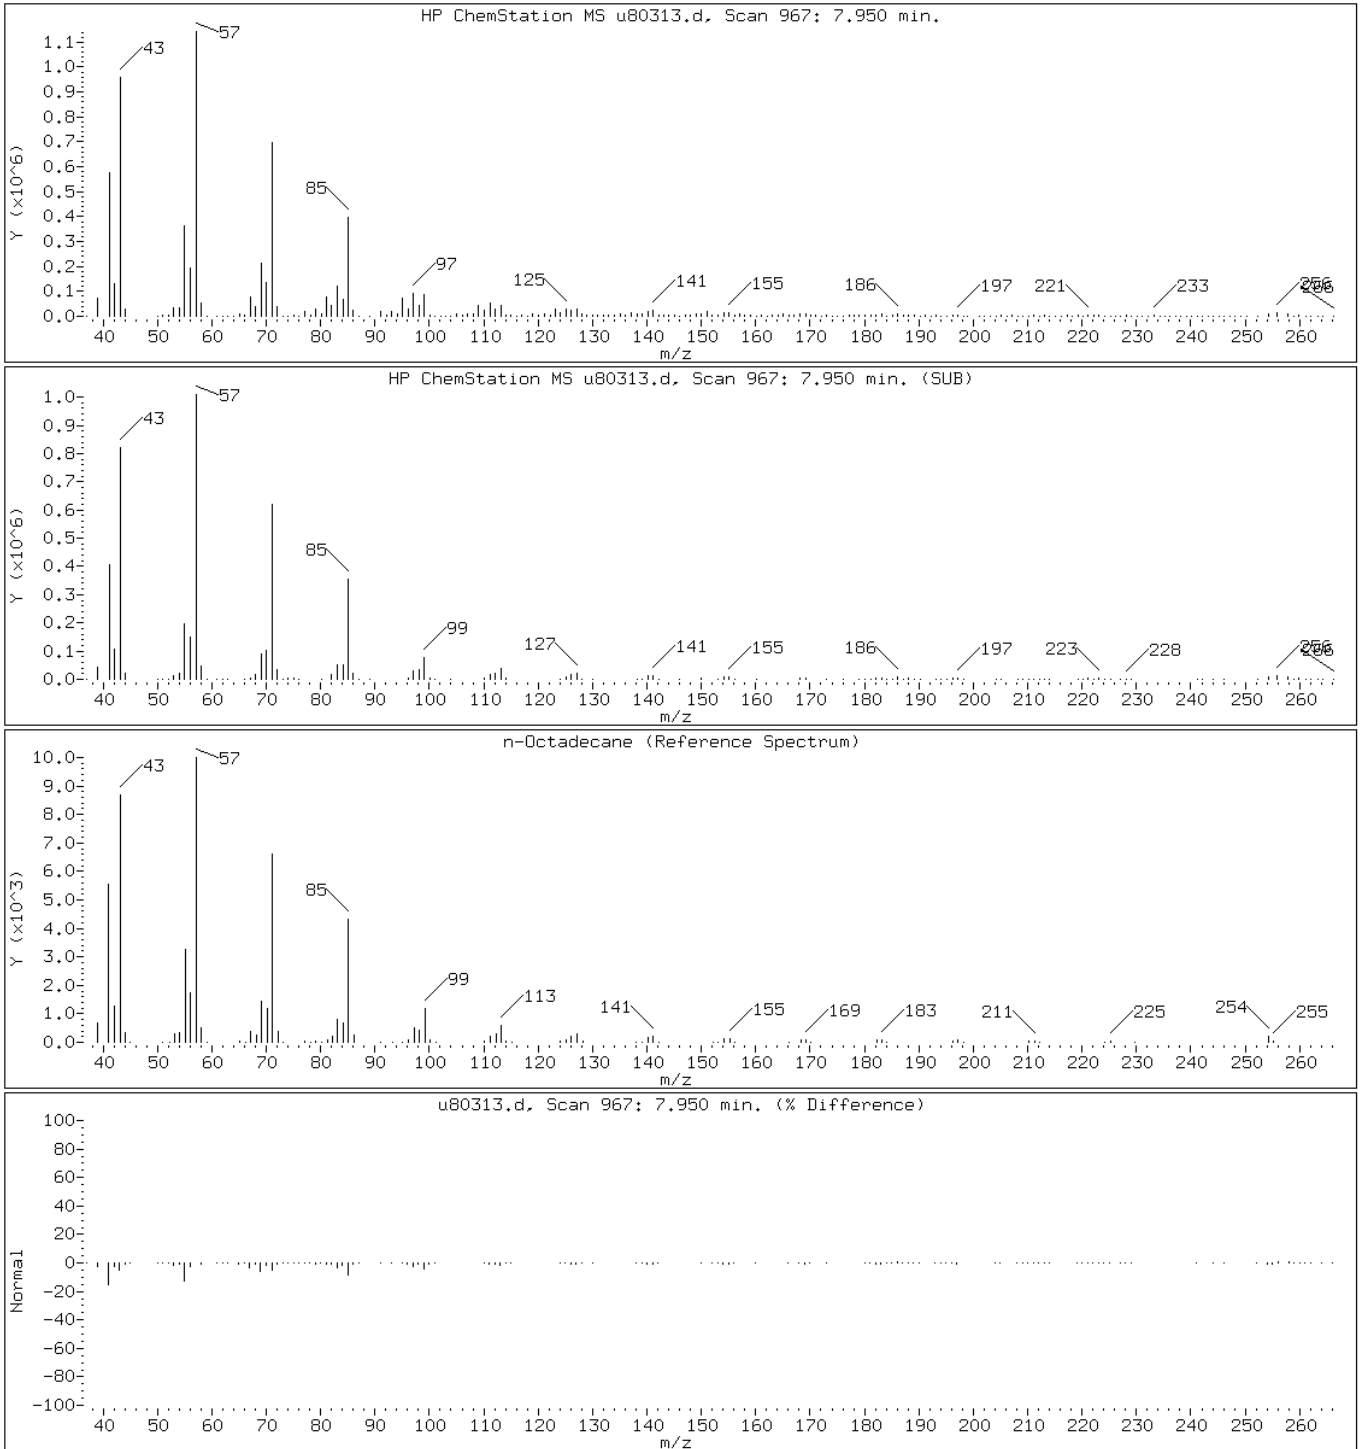 HP ChemStation MS u80313.d, Scan 967: 7.950 min.
Y (x10^6)
1.1
1.0
0.9
0.8
0.7
0.6
0.5
0.4
0.3
0.2
0.1
0.0
43 57 85 97 125 141 155 186 197 221 233 256
40 50 60 70 80 90 100 110 120 130 140 150 160 170 180 190 200 210 220 230 240 250 260
m/z
HP ChemStation MS u80313.d, Scan 967: 7.950 min. (SUB)
Y (x10^6)
1.0
0.9
0.8
0.7
0.6
0.5
0.4
0.3
0.2
0.1
0.0
43 57 85 99 127 141 155 186 197 223 228 256
40 50 60 70 80 90 100 110 120 130 140 150 160 170 180 190 200 210 220 230 240 250 260
m/z
n-Octadecane (Reference Spectrum)
Y (x10^3)
10.0
9.0
8.0
7.0
6.0
5.0
4.0
3.0
2.0
1.0
0.0
43 57 85 99 113 141 155 169 183 211 225 254 255
40 50 60 70 80 90 100 110 120 130 140 150 160 170 180 190 200 210 220 230 240 250 260
m/z
u80313.d, Scan 967: 7.950 min. (% Difference)
Normal
100
80
60
40
20
0
-20
-40
-60
-80
-100
40 50 60 70 80 90 100 110 120 130 140 150 160 170 180 190 200 210 220 230 240 250 260
m/z